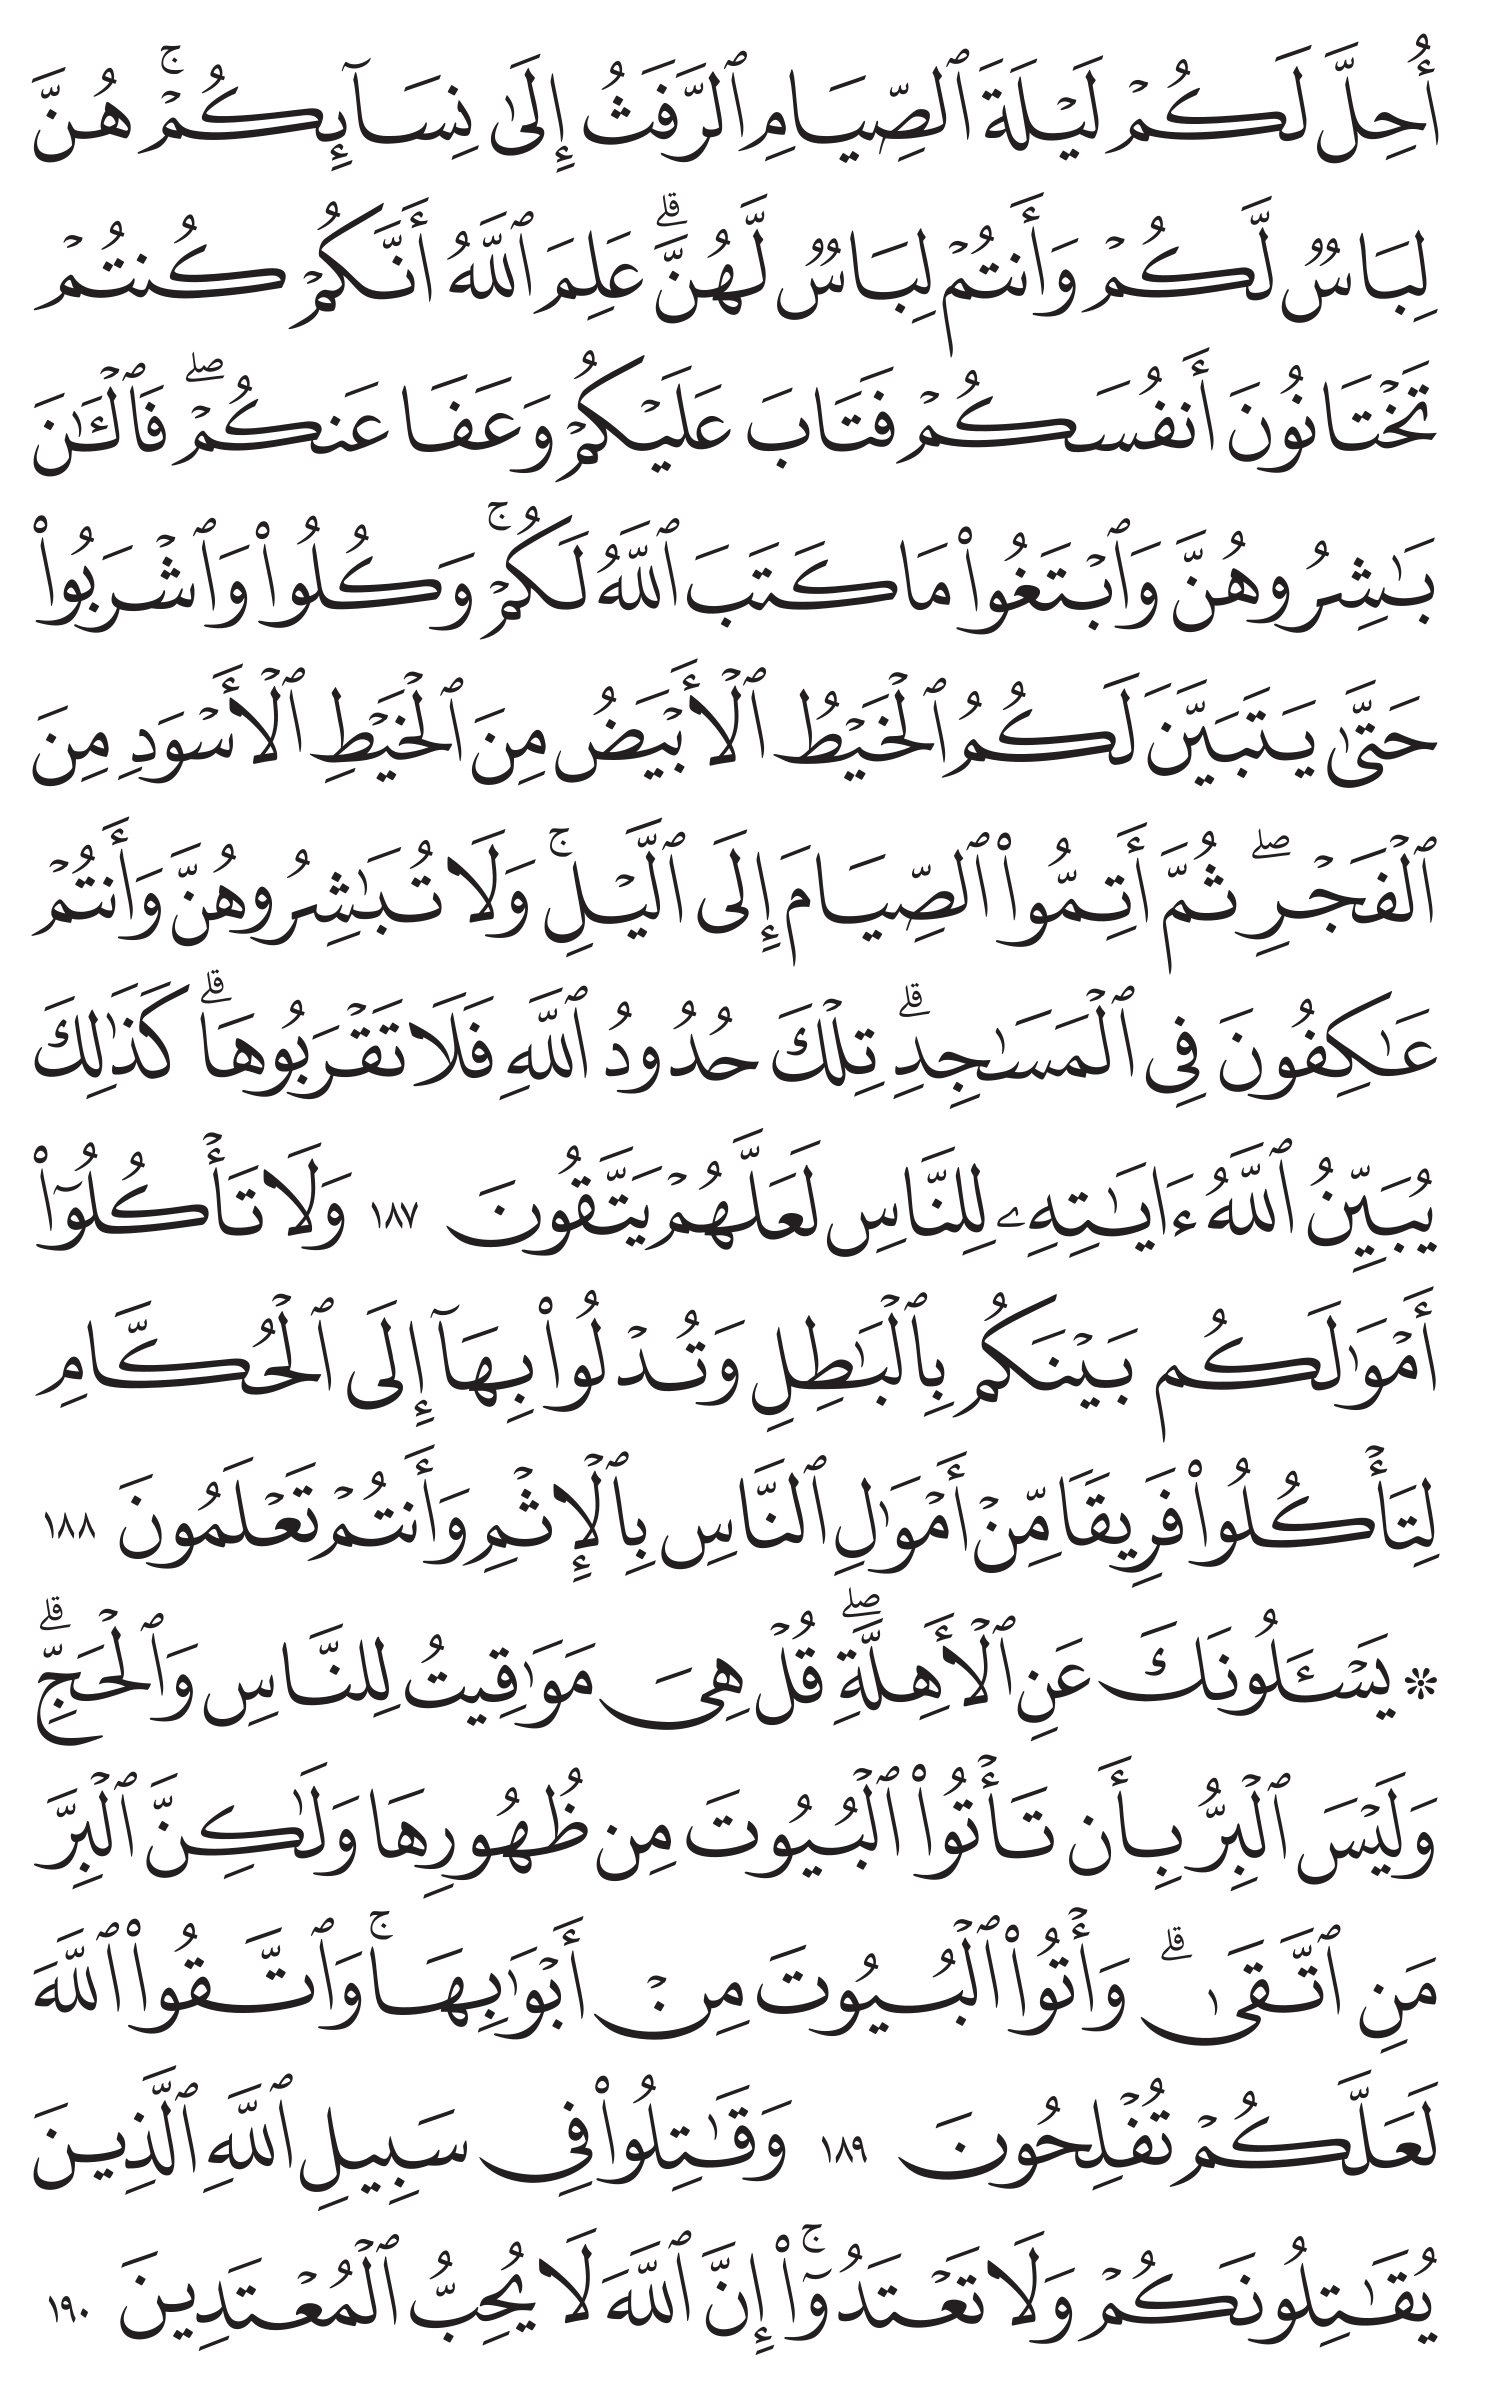 أُحِلَّ لَكُمْ لَيْلَةَ ٱلصِّيَامِ ٱلرَّفَثُ إِلَىٰ نِسَآئِكُمْۚ هُنَّ
لِبَاسٌ لَّكُمْ وَأَنتُمْ لِبَاسٌ لَّهُنَّۗ عَلِمَ ٱللَّهُ أَنَّكُمْ كُنتُمْ
تَخْتَانُونَ أَنفُسَكُمْ فَتَابَ عَلَيْكُمْ وَعَفَا عَنكُمْۖ فَٱلْـَٰٔنَ
بَـٰشِرُوهُنَّ وَٱبْتَغُوا۟ مَا كَتَبَ ٱللَّهُ لَكُمْۚ وَكُلُوا۟ وَٱشْرَبُوا۟
حَتَّىٰ يَتَبَيَّنَ لَكُمُ ٱلْخَيْطُ ٱلْأَبْيَضُ مِنَ ٱلْخَيْطِ ٱلْأَسْوَدِ مِنَ
ٱلْفَجْرِۖ ثُمَّ أَتِمُّوا۟ ٱلصِّيَامَ إِلَى ٱلَّيْلِۚ وَلَا تُبَـٰشِرُوهُنَّ وَأَنتُمْ
عَـٰكِفُونَ فِى ٱلْمَسَـٰجِدِۗ تِلْكَ حُدُودُ ٱللَّهِ فَلَا تَقْرَبُوهَاۗ كَذَٰلِكَ
يُبَيِّنُ ٱللَّهُ ءَايَـٰتِهِۦ لِلنَّاسِ لَعَلَّهُمْ يَتَّقُونَ ١٨٧ وَلَا تَأْكُلُوٓا۟
أَمْوَٰلَكُم بَيْنَكُم بِٱلْبَـٰطِلِ وَتُدْلُوا۟ بِهَآ إِلَى ٱلْحُكَّامِ
لِتَأْكُلُوا۟ فَرِيقًا مِّنْ أَمْوَٰلِ ٱلنَّاسِ بِٱلْإِثْمِ وَأَنتُمْ تَعْلَمُونَ ١٨٨
۞ يَسْـَٔلُونَكَ عَنِ ٱلْأَهِلَّةِۖ قُلْ هِىَ مَوَٰقِيتُ لِلنَّاسِ وَٱلْحَجِّۗ
وَلَيْسَ ٱلْبِرُّ بِأَن تَأْتُوا۟ ٱلْبُيُوتَ مِن ظُهُورِهَا وَلَـٰكِنَّ ٱلْبِرَّ
مَنِ ٱتَّقَىٰۗ وَأْتُوا۟ ٱلْبُيُوتَ مِنْ أَبْوَٰبِهَاۚ وَٱتَّقُوا۟ ٱللَّهَ
لَعَلَّكُمْ تُفْلِحُونَ ١٨٩ وَقَـٰتِلُوا۟ فِى سَبِيلِ ٱللَّهِ ٱلَّذِينَ
يُقَـٰتِلُونَكُمْ وَلَا تَعْتَدُوٓا۟ۚ إِنَّ ٱللَّهَ لَا يُحِبُّ ٱلْمُعْتَدِينَ ١٩٠